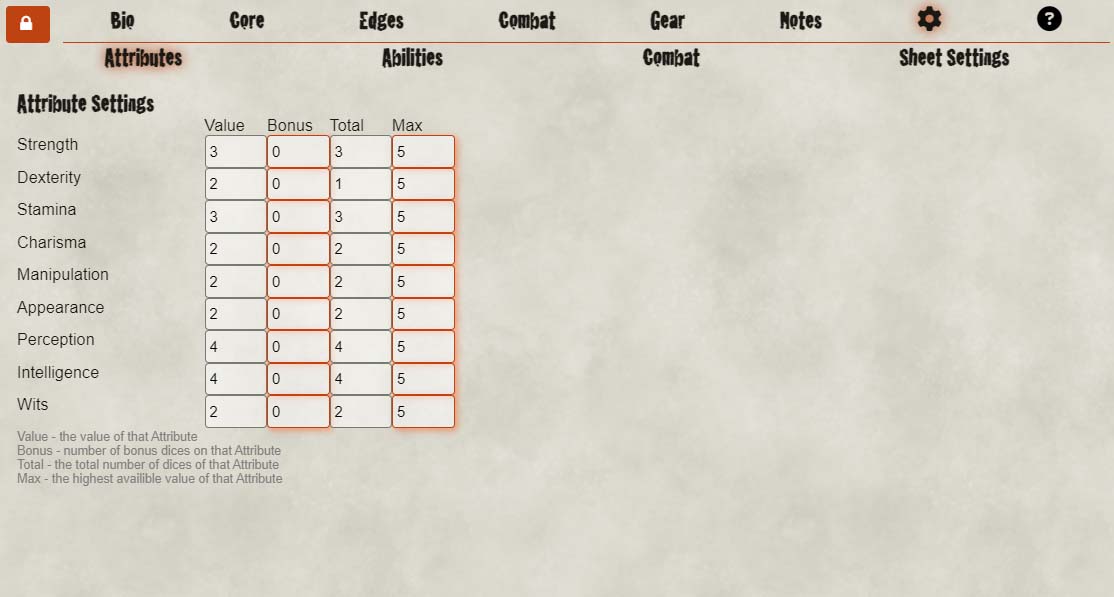 Bio Core Edges Combat Gear Notes ?
Attributes Abilities Combat Sheet Settings
Attribute Settings
Value Bonus Total Max
Strength 3 0 3 5
Dexterity 2 0 1 5
Stamina 3 0 3 5
Charisma 2 0 2 5
Manipulation 2 0 2 5
Appearance 2 0 2 5
Perception 4 0 4 5
Intelligence 4 0 4 5
Wits 2 0 2 5
Value - the value of that Attribute
Bonus - number of bonus dices on that Attribute
Total - the total number of dices of that Attribute
Max - the highest availible value of that Attribute